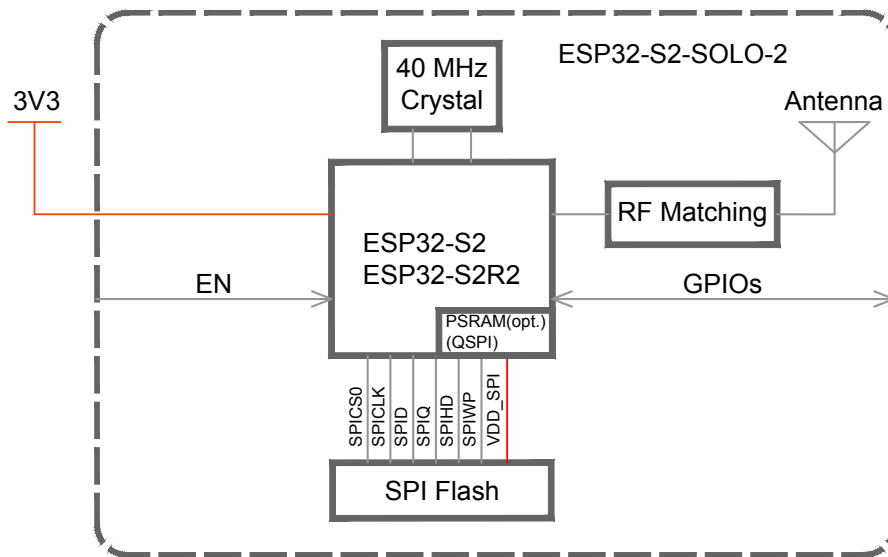 ESP32-S2-SOLO-2
40 MHz
Crystal
3V3
Antenna
RF Matching
ESP32-S2
ESP32-S2R2
EN
GPIOs
PSRAM(opt.)
(QSPI)
SPICS0
SPICLK
SPID
SPIQ
SPIHD
SPIWP
VDD_SPI
SPI Flash